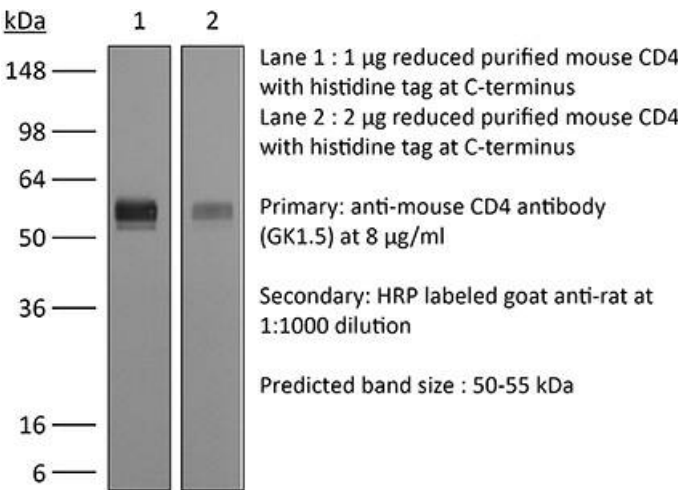 kDa 1 2
148
98
64
50
36
16
6
Lane 1 : 1 µg reduced purified mouse CD4
with histidine tag at C-terminus
Lane 2 : 2 µg reduced purified mouse CD4
with histidine tag at C-terminus
Primary: anti-mouse CD4 antibody
(GK1.5) at 8 µg/ml
Secondary: HRP labeled goat anti-rat at
1:1000 dilution
Predicted band size : 50-55 kDa